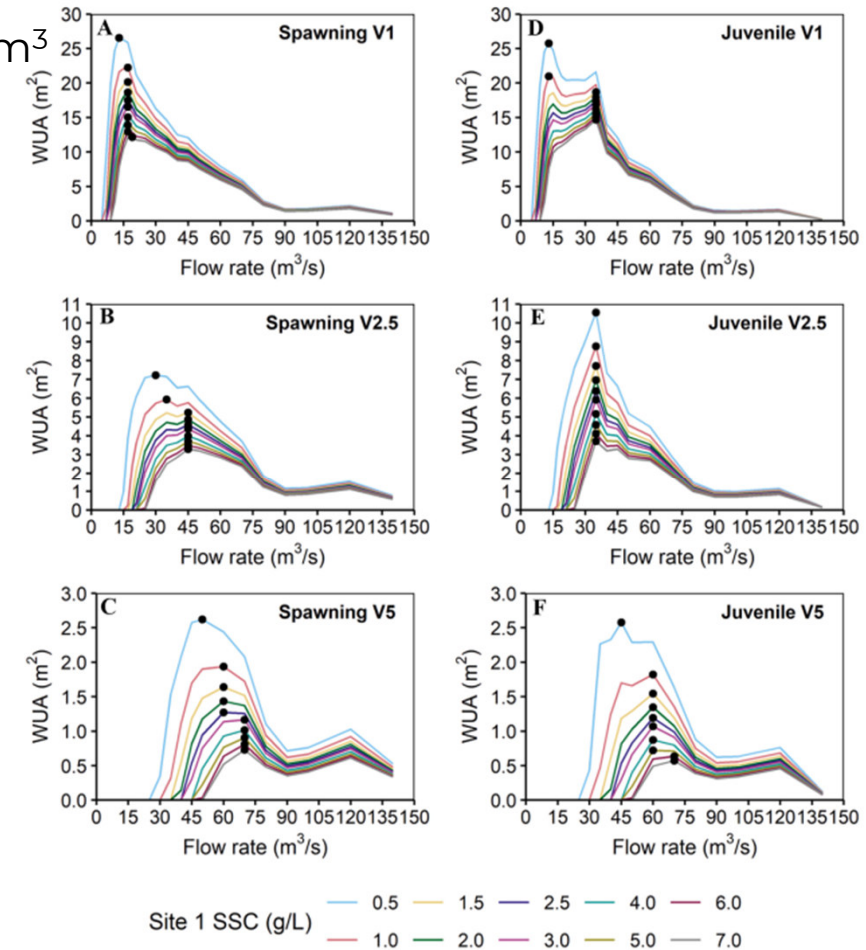 m³
A
Spawning V1
WUA (m²)
30
25
20
15
10
5
0
0 15 30 45 60 75 90 105 120 135 150
Flow rate (m³/s)
D
Juvenile V1
WUA (m²)
30
25
20
15
10
5
0
0 15 30 45 60 75 90 105 120 135 150
Flow rate (m³/s)
B
Spawning V2.5
WUA (m²)
11
10
9
8
7
6
5
4
3
2
1
0
0 15 30 45 60 75 90 105 120 135 150
Flow rate (m³/s)
E
Juvenile V2.5
WUA (m²)
11
10
9
8
7
6
5
4
3
2
1
0
0 15 30 45 60 75 90 105 120 135 150
Flow rate (m³/s)
C
Spawning V5
WUA (m²)
3.0
2.5
2.0
1.5
1.0
0.5
0.0
0 15 30 45 60 75 90 105 120 135 150
Flow rate (m³/s)
F
Juvenile V5
WUA (m²)
3.0
2.5
2.0
1.5
1.0
0.5
0.0
0 15 30 45 60 75 90 105 120 135 150
Flow rate (m³/s)
Site 1 SSC (g/L)
0.5 1.5 2.5 4.0 6.0
1.0 2.0 3.0 5.0 7.0